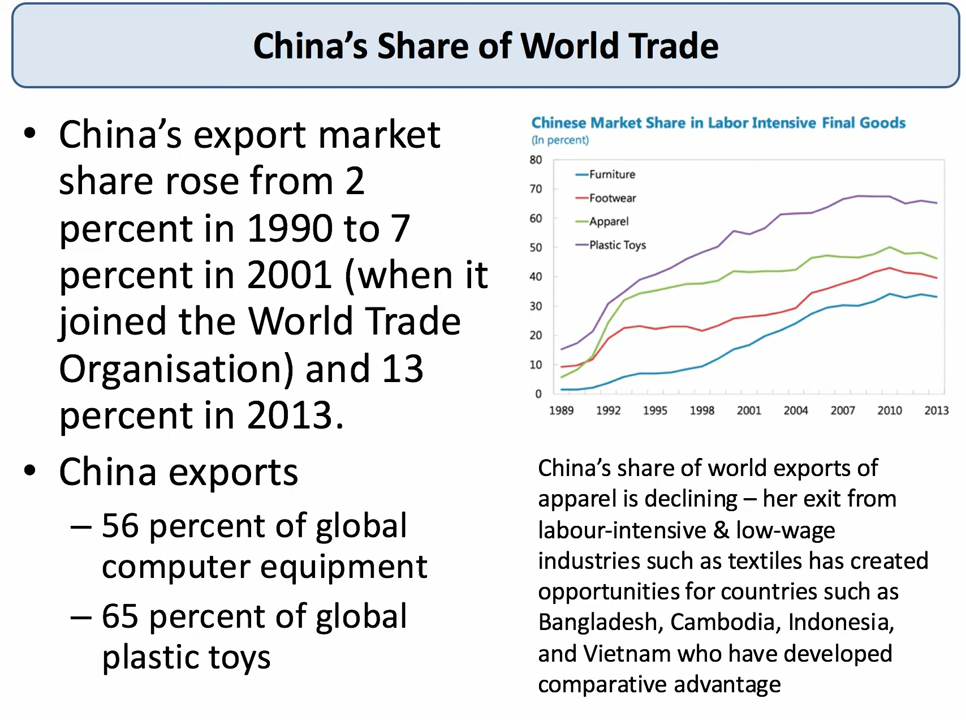 China's Share of World Trade
• China's export market
share rose from 2
percent in 1990 to 7
percent in 2001 (when it
joined the World Trade
Organisation) and 13
percent in 2013.
• China exports
– 56 percent of global
computer equipment
– 65 percent of global
plastic toys
Chinese Market Share in Labor Intensive Final Goods
(In percent)
80
70
60
50
40
30
20
10
0
Furniture
Footwear
Apparel
Plastic Toys
1989 1992 1995 1998 2001 2004 2007 2010 2013
China's share of world exports of
apparel is declining – her exit from
labour-intensive & low-wage
industries such as textiles has created
opportunities for countries such as
Bangladesh, Cambodia, Indonesia,
and Vietnam who have developed
comparative advantage